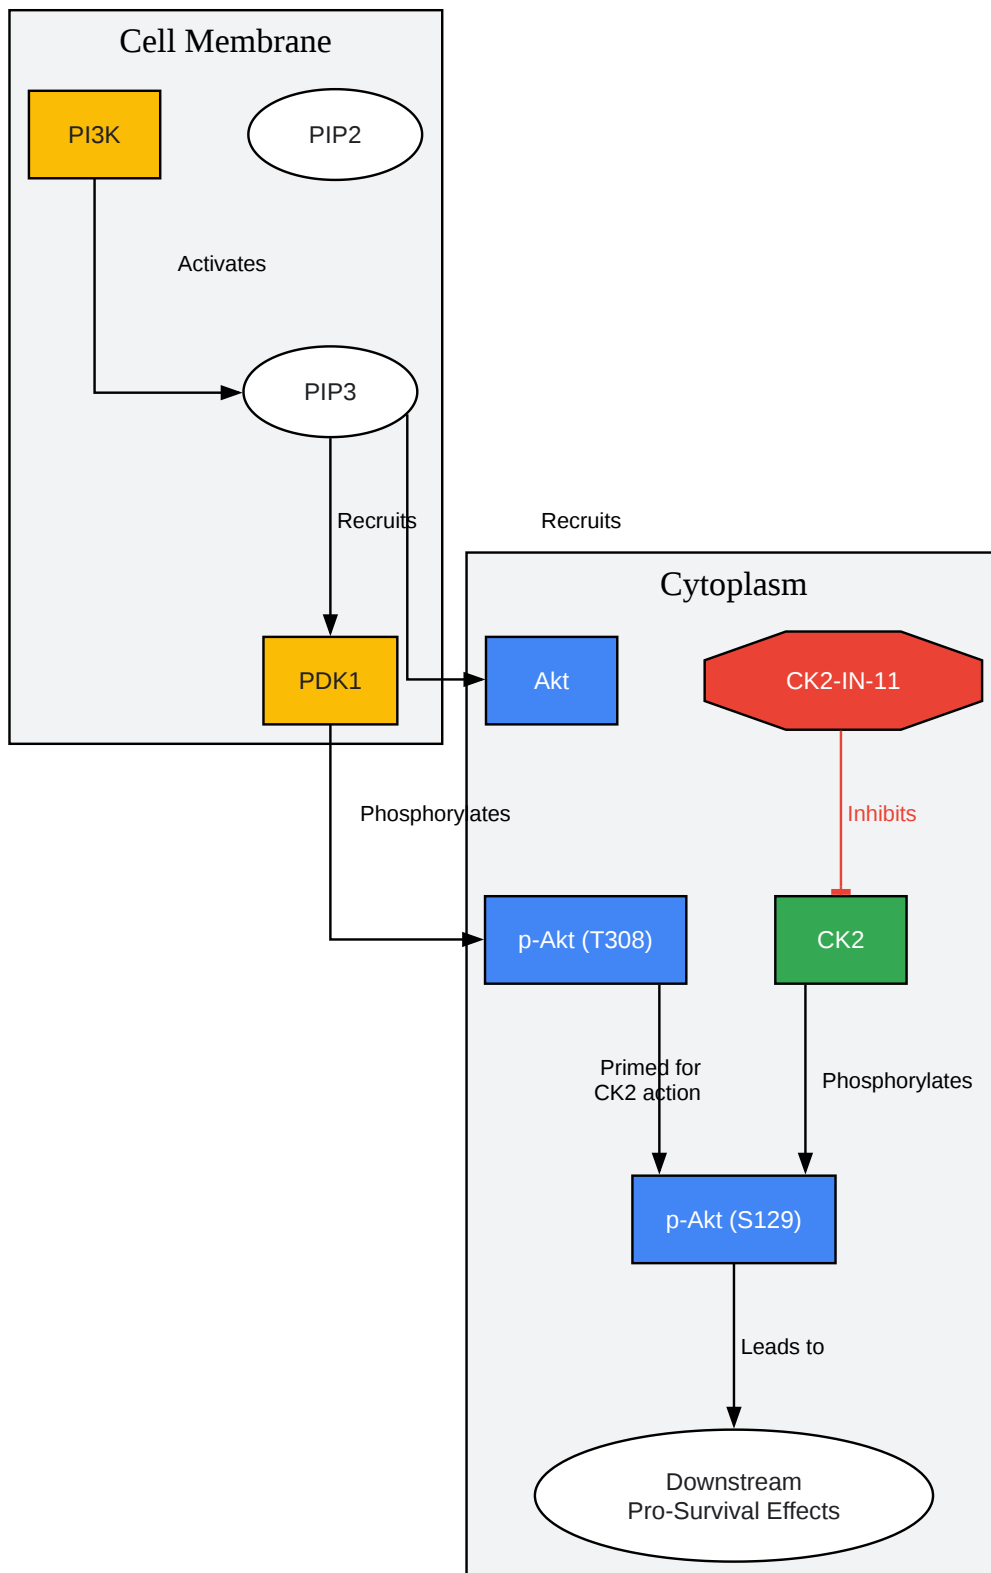 Cell Membrane
PI3K
PIP2
Activates
PIP3
Recruits
Recruits
Cytoplasm
PDK1
Akt
CK2-IN-11
Phosphorylates
Inhibits
p-Akt (T308)
CK2
Primed for
CK2 action
Phosphorylates
p-Akt (S129)
Leads to
Downstream
Pro-Survival Effects